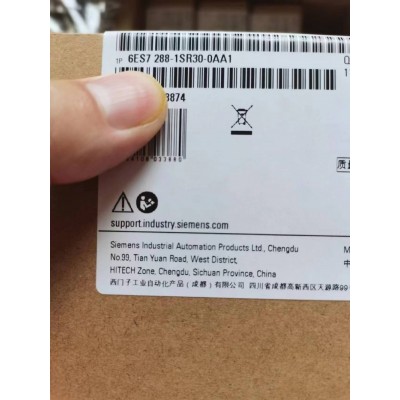 1P 6ES7 288-1SR30-0AA1
Q
1
3874
support.industry.siemens.com
Siemens Industrial Automation Products Ltd., Chengdu
No.99, Tian Yuan Road, West District,
HITECH Zone, Chengdu, Sichuan Province, China
西门子工业自动化产品（成都）有限公司 四川省成都高新西区天源路99
M
中